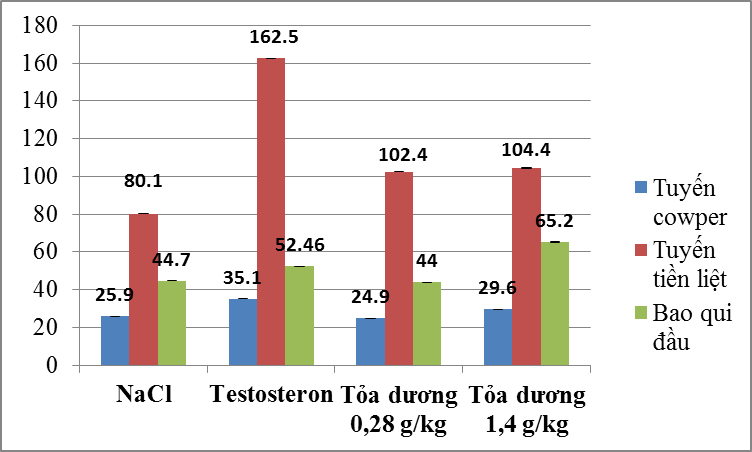 180
160
140
120
100
80
60
40
20
0
25.9
80.1
44.7
35.1
162.5
52.46
24.9
102.4
44
29.6
104.4
65.2
NaCl
Testosteron
Tỏa dương
0,28 g/kg
Tỏa dương
1,4 g/kg
Tuyến
cowper
Tuyến
tiền liệt
Bao qui
đầu